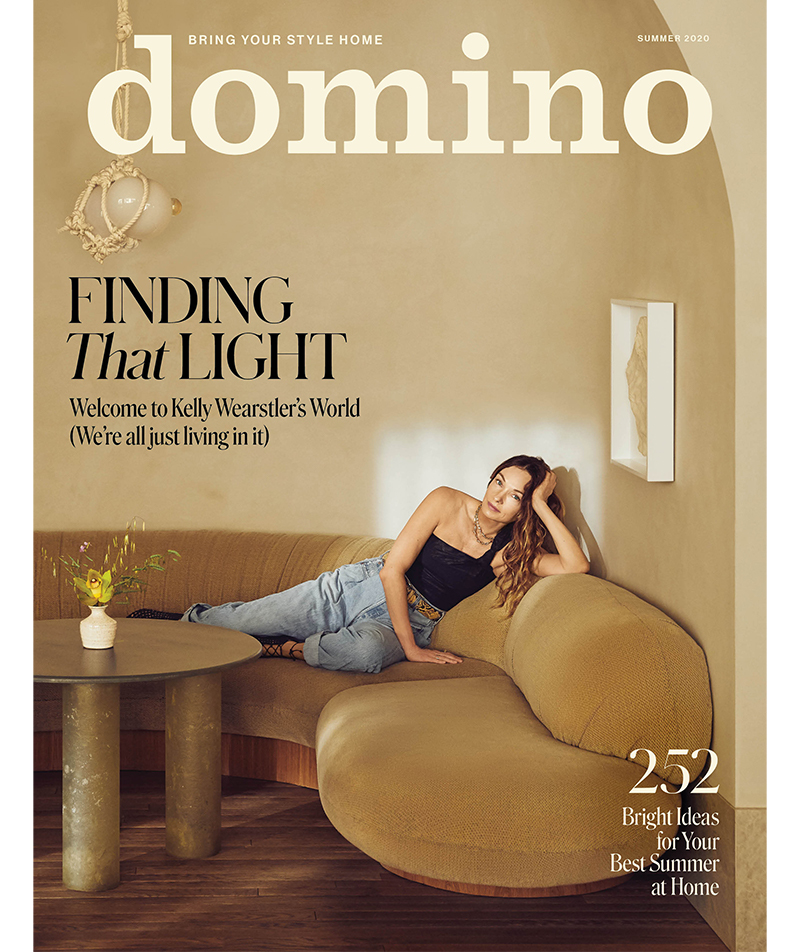 BRING YOUR STYLE HOME
SUMMER 2020
domino
FINDING
That LIGHT
Welcome to Kelly Wearstler’s World
(We’re all just living in it)
252
Bright Ideas
for Your
Best Summer
at Home